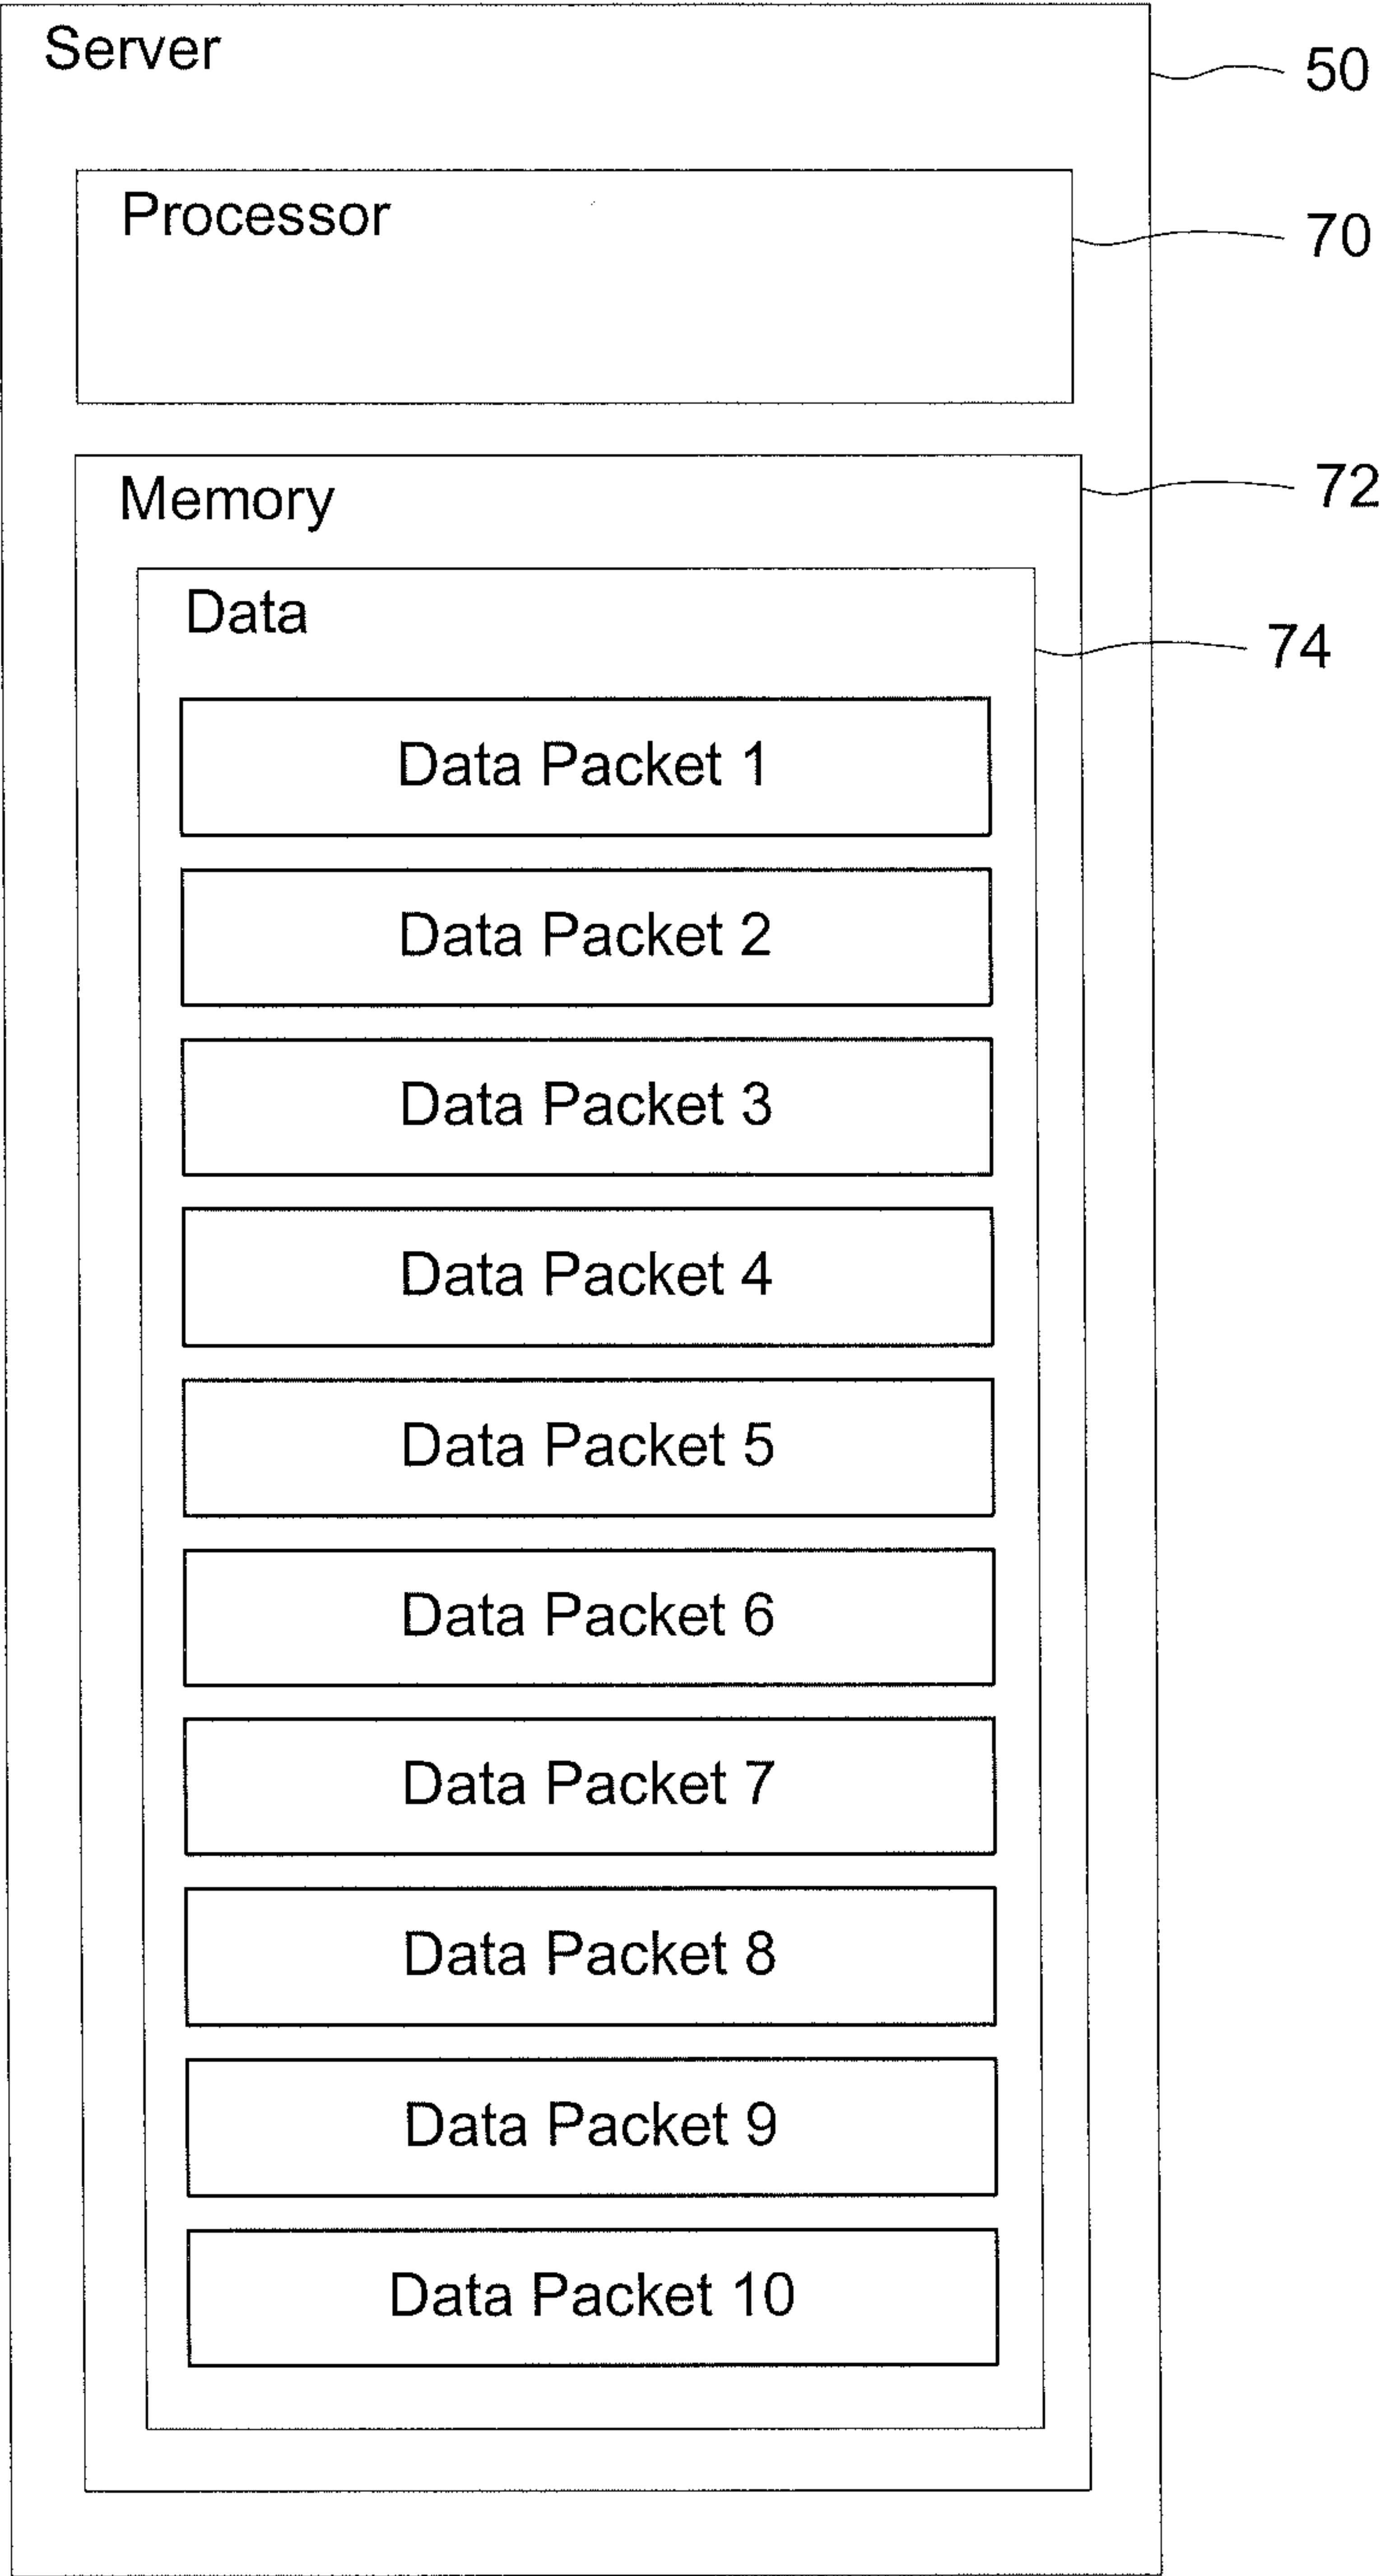 Server
50
Processor
70
Memory
72
Data
74
Data Packet 1
Data Packet 2
Data Packet 3
Data Packet 4
Data Packet 5
Data Packet 6
Data Packet 7
Data Packet 8
Data Packet 9
Data Packet 10